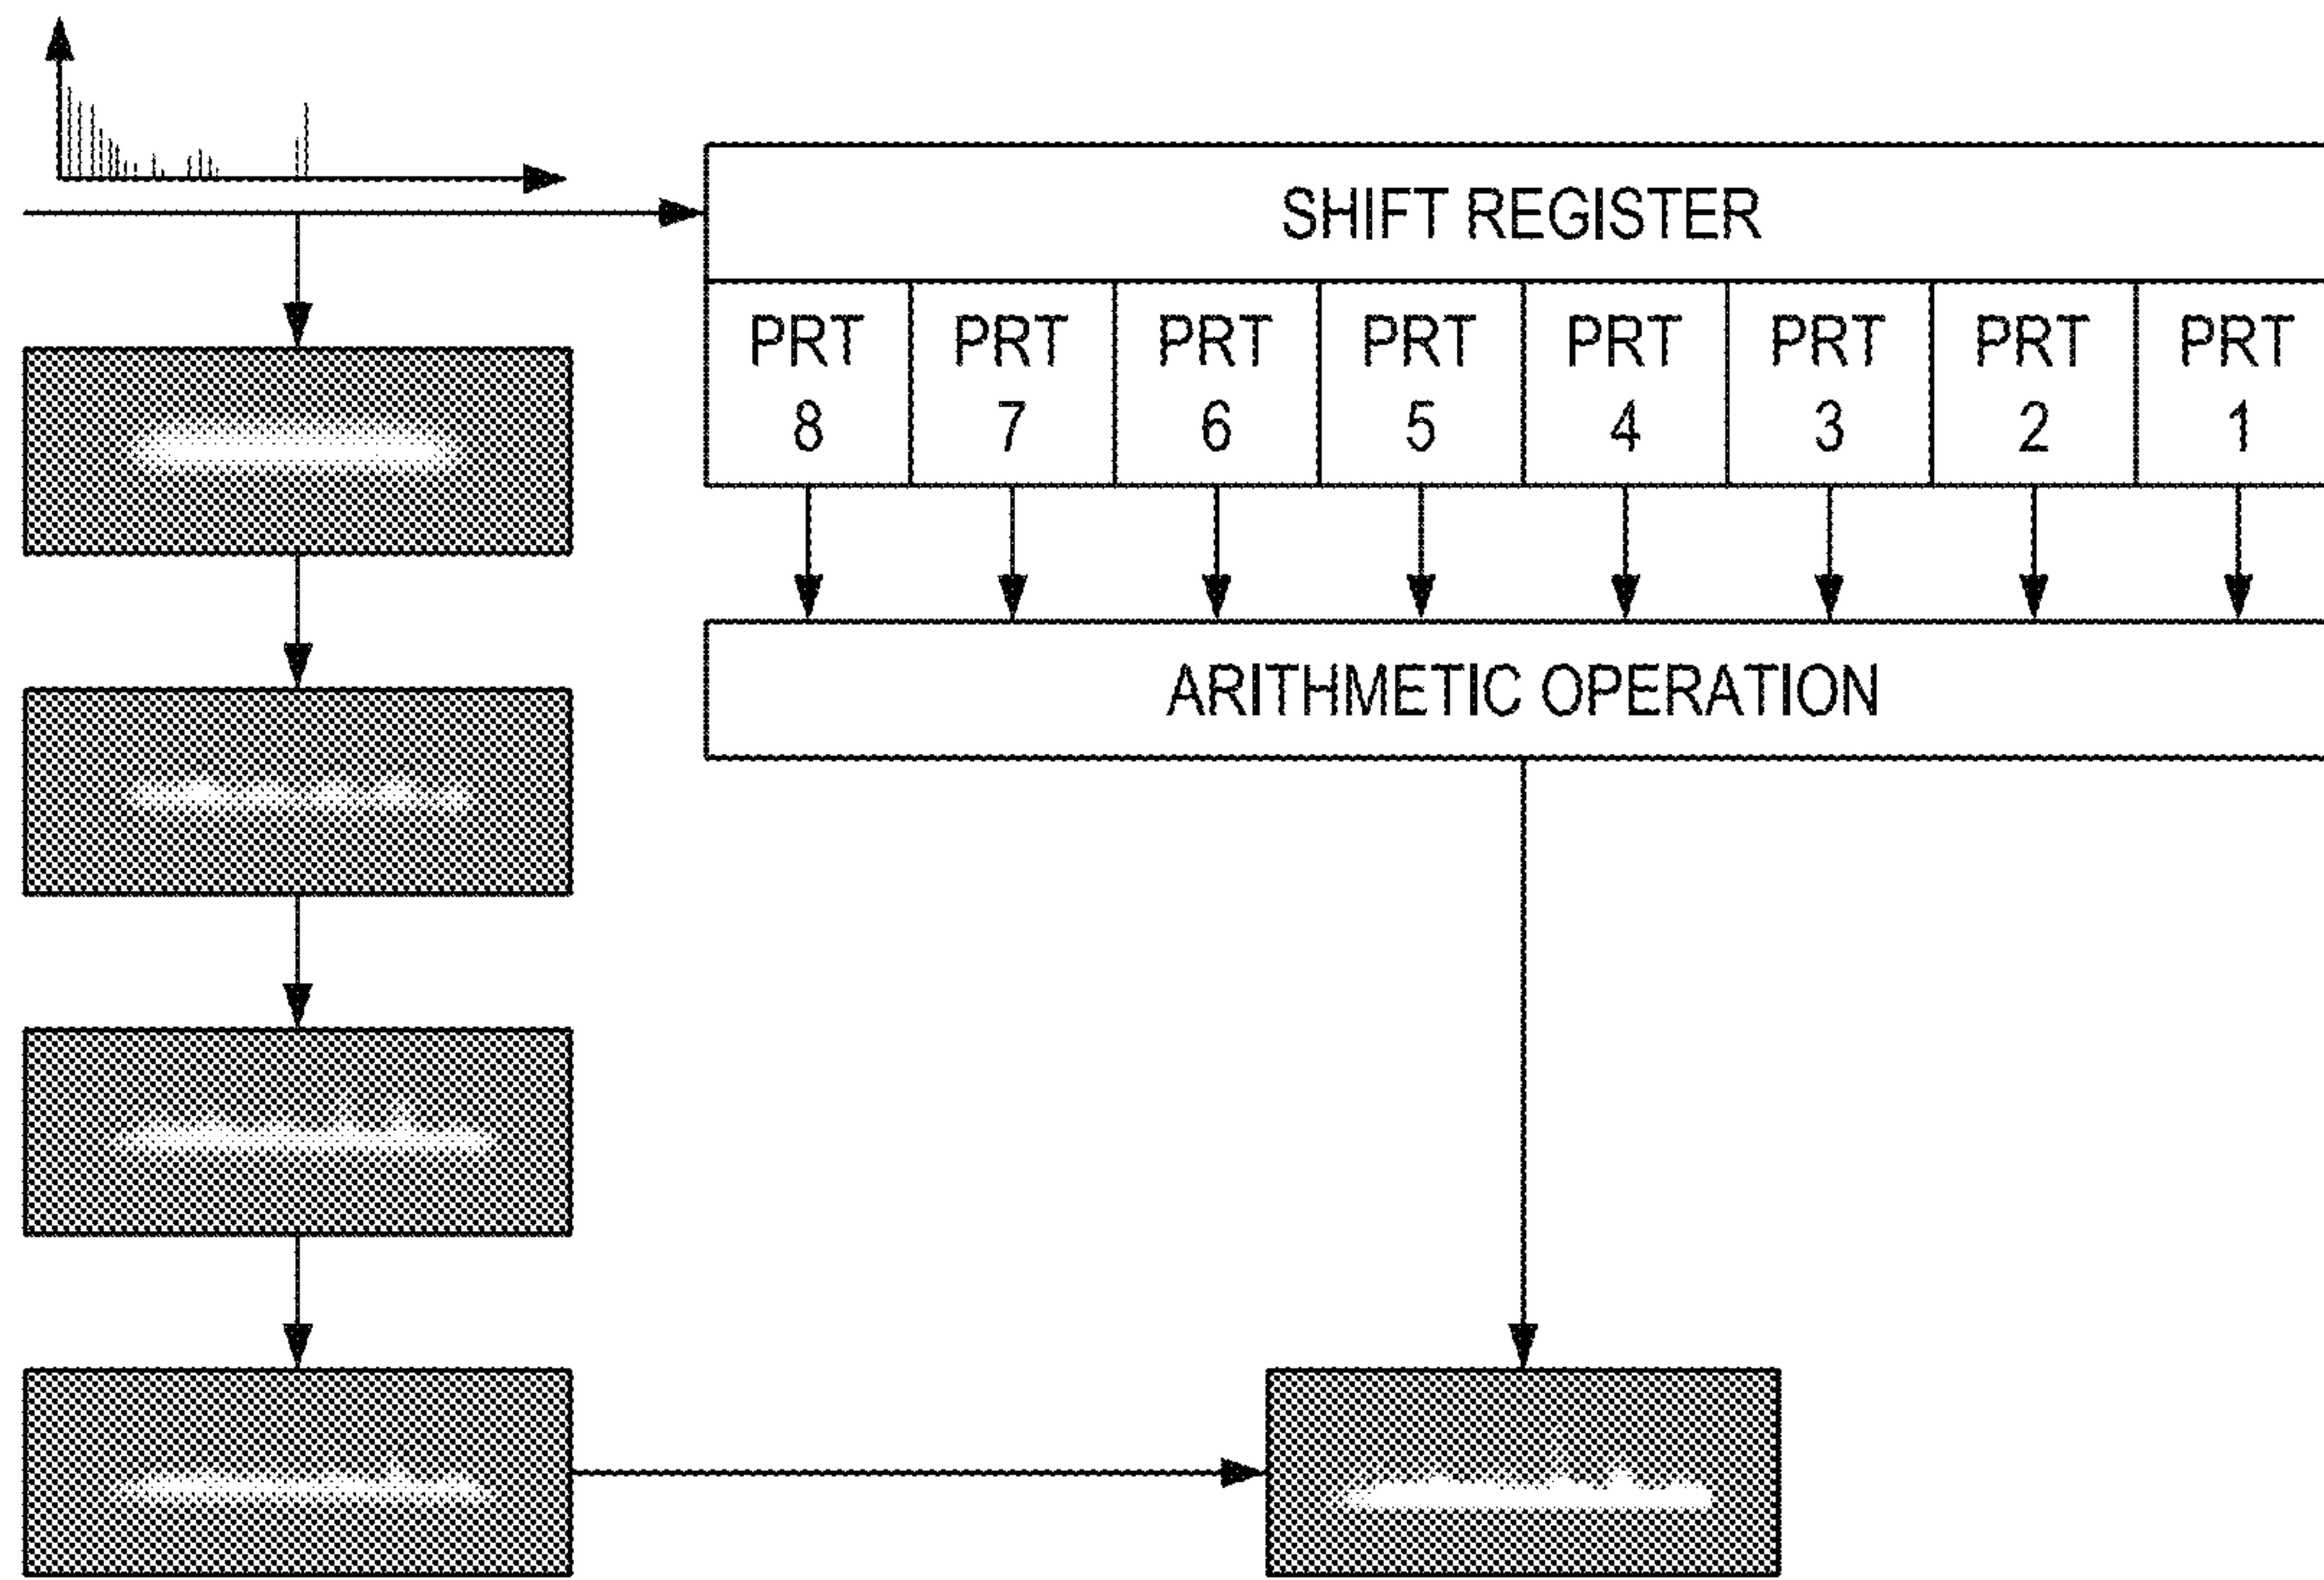 SHIFT REGISTER
PRT PRT PRT PRT PRT PRT PRT PRT
8 7 6 5 4 3 2 1
ARITHMETIC OPERATION